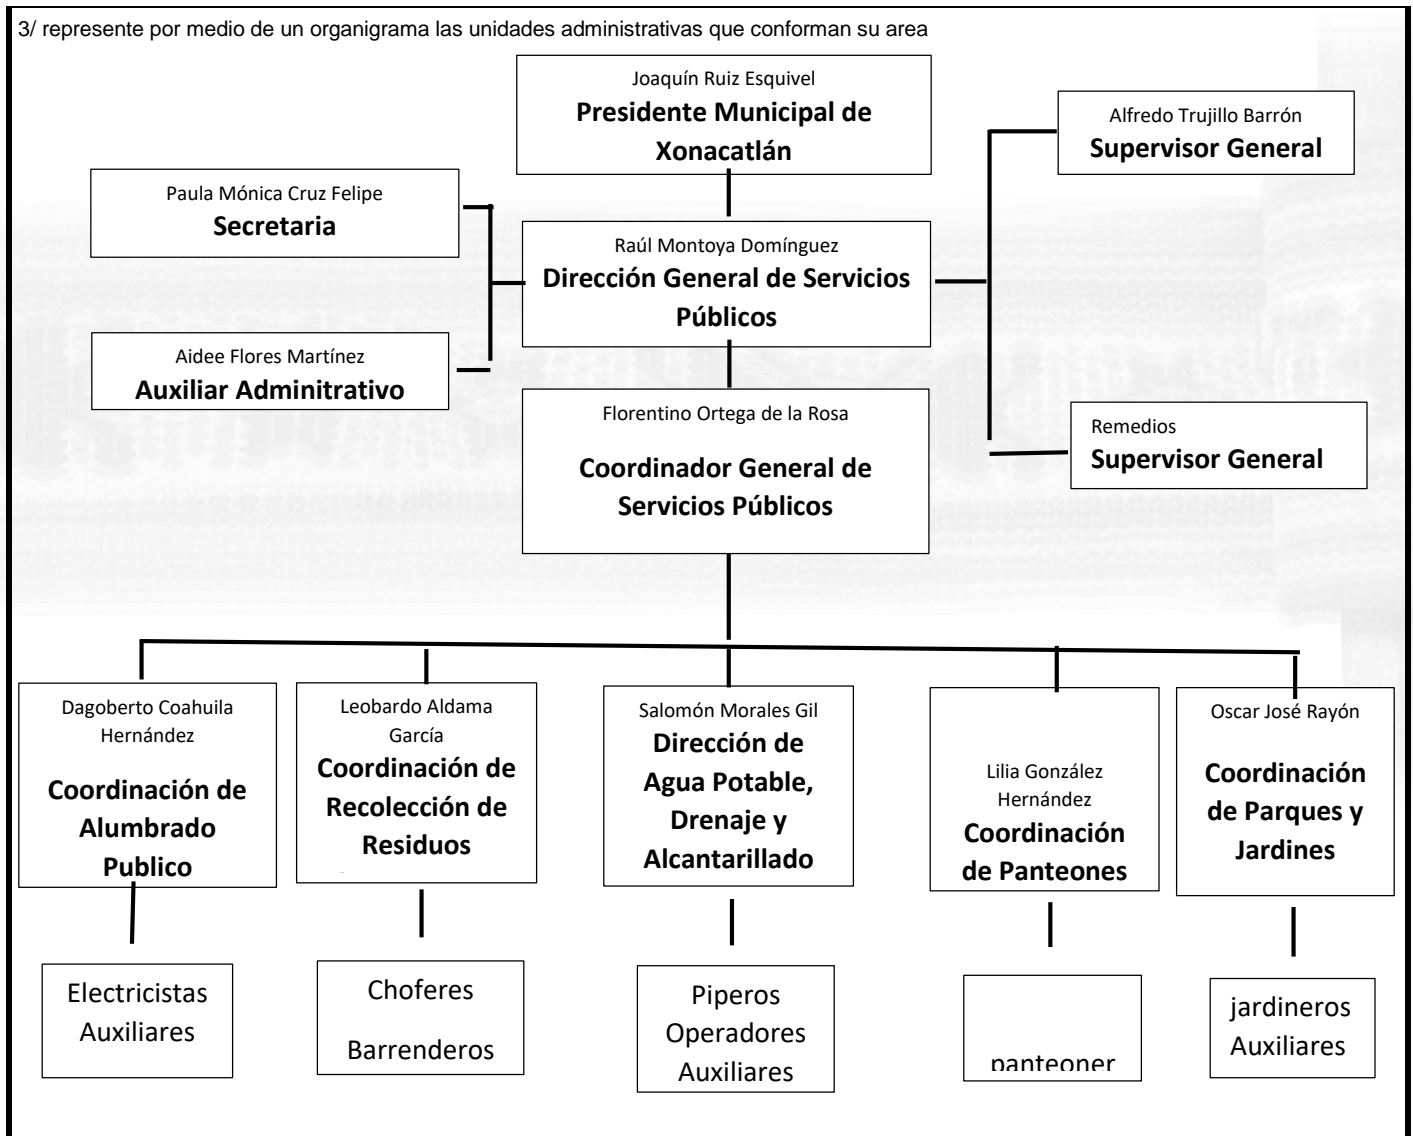 3/ represente por medio de un organigrama las unidades administrativas que conforman su area
Joaquín Ruiz Esquivel
Presidente Municipal de
Xonacatlán
Alfredo Trujillo Barrón
Supervisor General
Paula Mónica Cruz Felipe
Secretaria
Raúl Montoya Domínguez
Dirección General de Servicios
Públicos
Aidee Flores Martínez
Auxiliar Adminitrativo
Florentino Ortega de la Rosa
Coordinador General de
Servicios Públicos
Remedios
Supervisor General
Dagoberto Coahuila
Hernández
Coordinación de
Alumbrado
Publico
Leobardo Aldama
García
Coordinación de
Recolección de
Residuos
Salomón Morales Gil
Dirección de
Agua Potable,
Drenaje y
Alcantarillado
Lilia González
Hernández
Coordinación
de Panteones
Oscar José Rayón
Coordinación
de Parques y
Jardines
Electricistas
Auxiliares
Choferes
Barrenderos
Piperos
Operadores
Auxiliares
panteoner
jardineros
Auxiliares